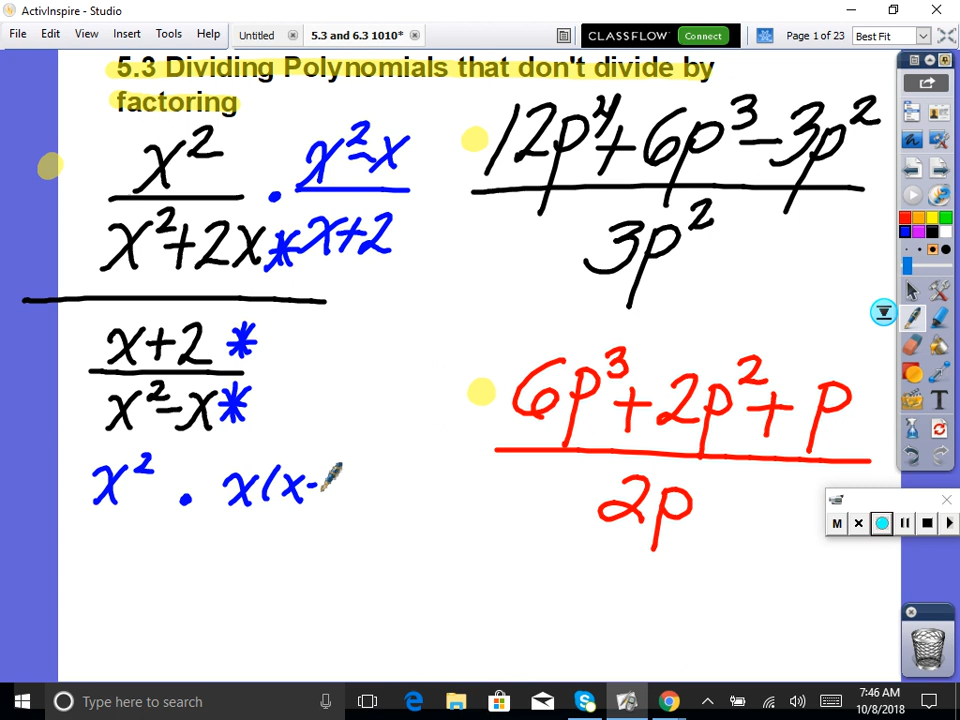 ActivInspire - Studio
File Edit View Insert Tools Help Untitled 5.3 and 6.3 1010* CLASSFLOW Connect Page 1 of 23 Best Fit
5.3 Dividing Polynomials that don't divide by
factoring
x² · x²-x
x²+2x * x+2
x+2 *
x²-x *
x² · x(x-
12p⁴+6p³-3p²
3p²
6p³+2p²+p
2p
M
T
Type here to search
7:46 AM
10/8/2018